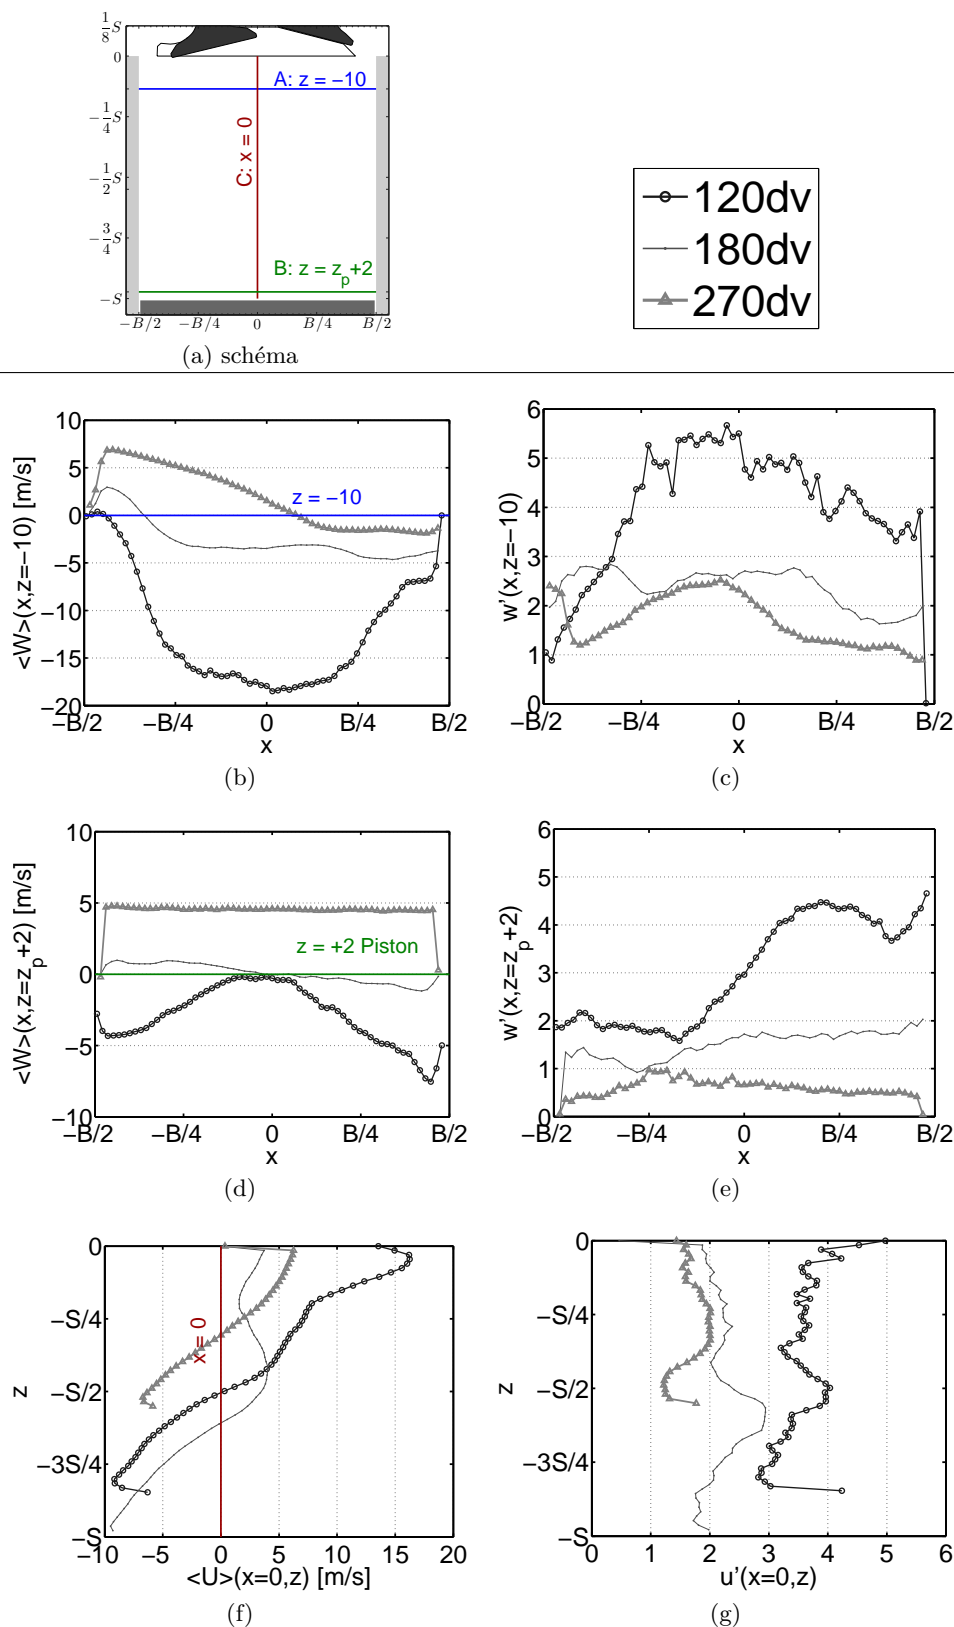 1/8 S
0
A: z = −10
−1/4 S
C: x = 0
−1/2 S
−3/4 S
B: z = z_p+2
−S
−B/2 −B/4 0 B/4 B/2
(a) schéma
120dv
180dv
270dv
10
5
0
−5
−10
−15
−20
<W>(x,z=−10) [m/s]
z = −10
−B/2 −B/4 0 B/4 B/2
x
(b)
6
5
4
3
2
1
0
w'(x,z=−10)
−B/2 −B/4 0 B/4 B/2
x
(c)
10
5
0
−5
−10
<W>(x,z=z_p+2) [m/s]
z = +2 Piston
−B/2 −B/4 0 B/4 B/2
x
(d)
6
5
4
3
2
1
0
w'(x,z=z_p+2)
−B/2 −B/4 0 B/4 B/2
x
(e)
0
−S/4
−S/2
−3S/4
−S
z
x = 0
−10 −5 0 5 10 15 20
<U>(x=0,z) [m/s]
(f)
0
−S/4
−S/2
−3S/4
−S
z
0 1 2 3 4 5 6
u'(x=0,z)
(g)